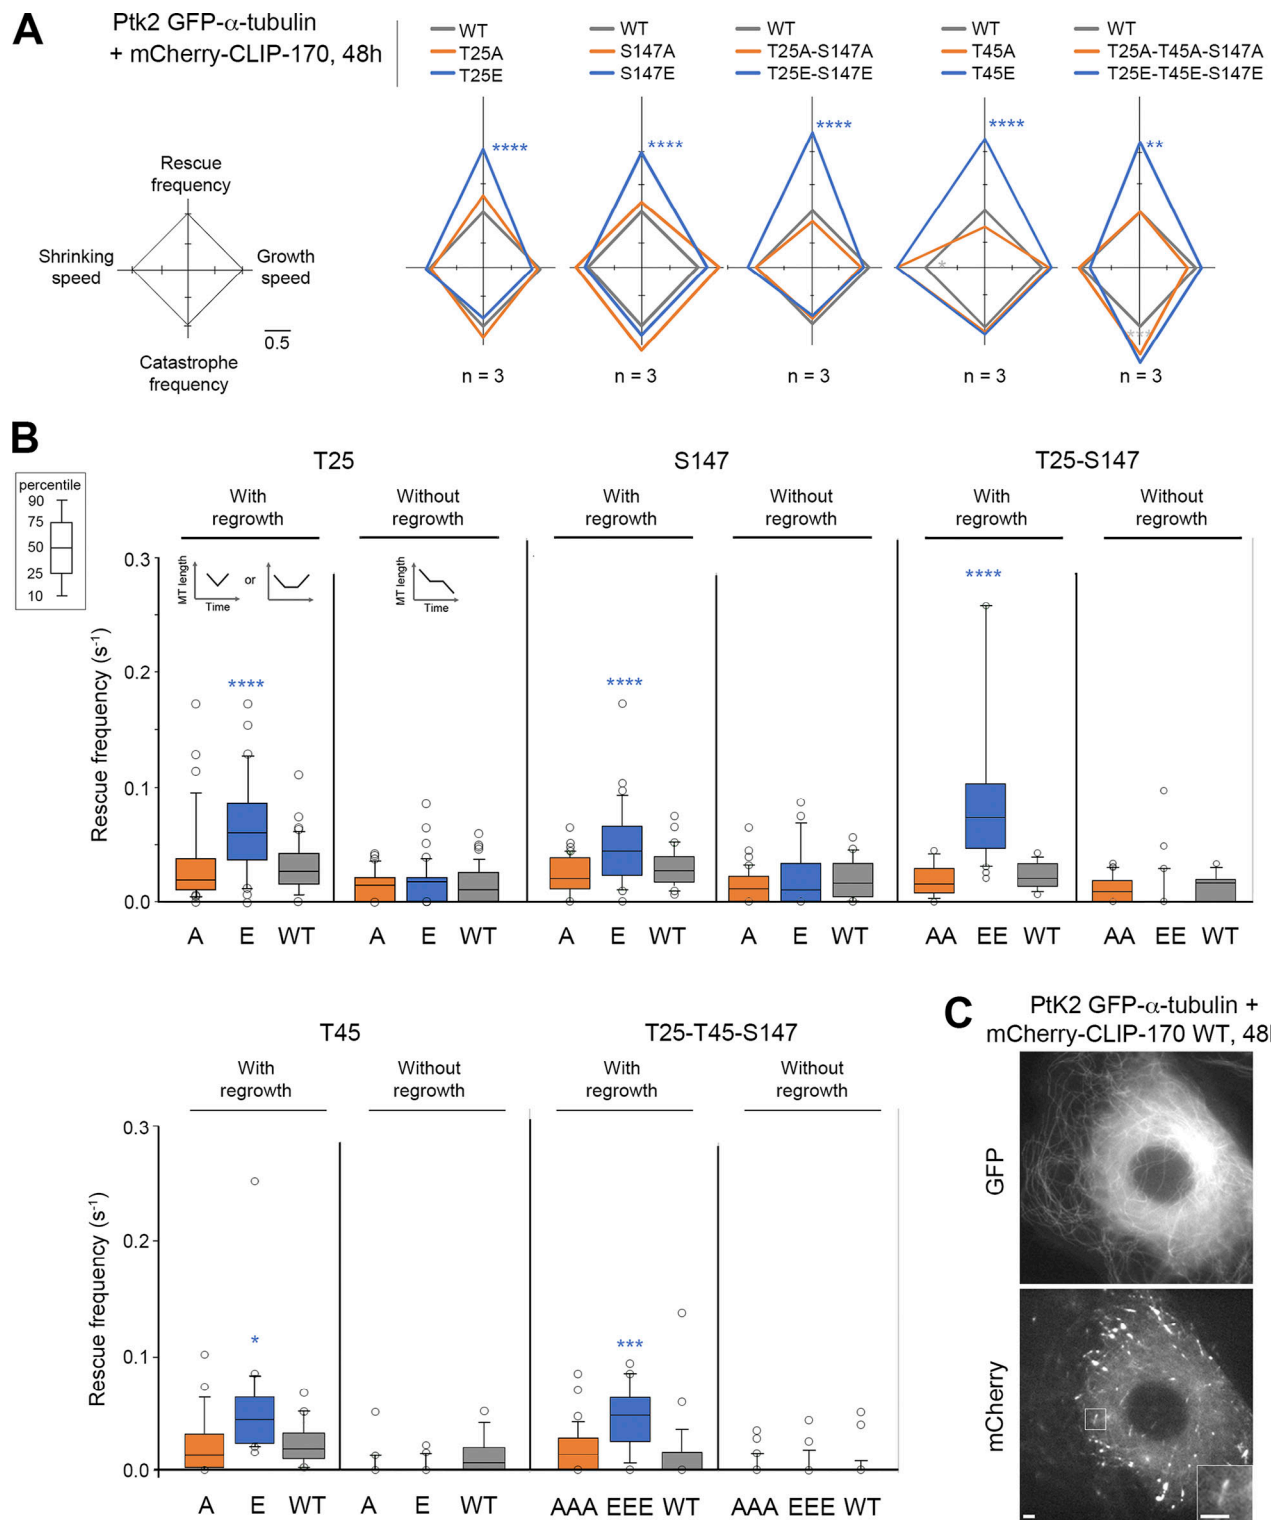 A
Ptk2 GFP-α-tubulin
+ mCherry-CLIP-170, 48h
WT
T25A
T25E
WT
S147A
S147E
WT
T25A-S147A
T25E-S147E
WT
T45A
T45E
WT
T25A-T45A-S147A
T25E-T45E-S147E
****
****
****
****
**
Rescue
frequency
Shrinking
speed
Growth
speed
Catastrophe
frequency
0.5
*
***
n = 3
n = 3
n = 3
n = 3
n = 3
B
percentile
90
75
50
25
10
T25
S147
T25-S147
With
regrowth
Without
regrowth
With
regrowth
Without
regrowth
With
regrowth
Without
regrowth
MT length
Time
or
MT length
Time
Rescue frequency (s-1)
0.3
0.2
0.1
0.0
****
****
****
A E WT
A E WT
A E WT
A E WT
AA EE WT
AA EE WT
T45
T25-T45-S147
With
regrowth
Without
regrowth
With
regrowth
Without
regrowth
Rescue frequency (s-1)
0.3
0.2
0.1
0.0
*
***
A E WT
A E WT
AAA EEE WT
AAA EEE WT
C
PtK2 GFP-α-tubulin +
mCherry-CLIP-170 WT, 48
GFP
mCherry